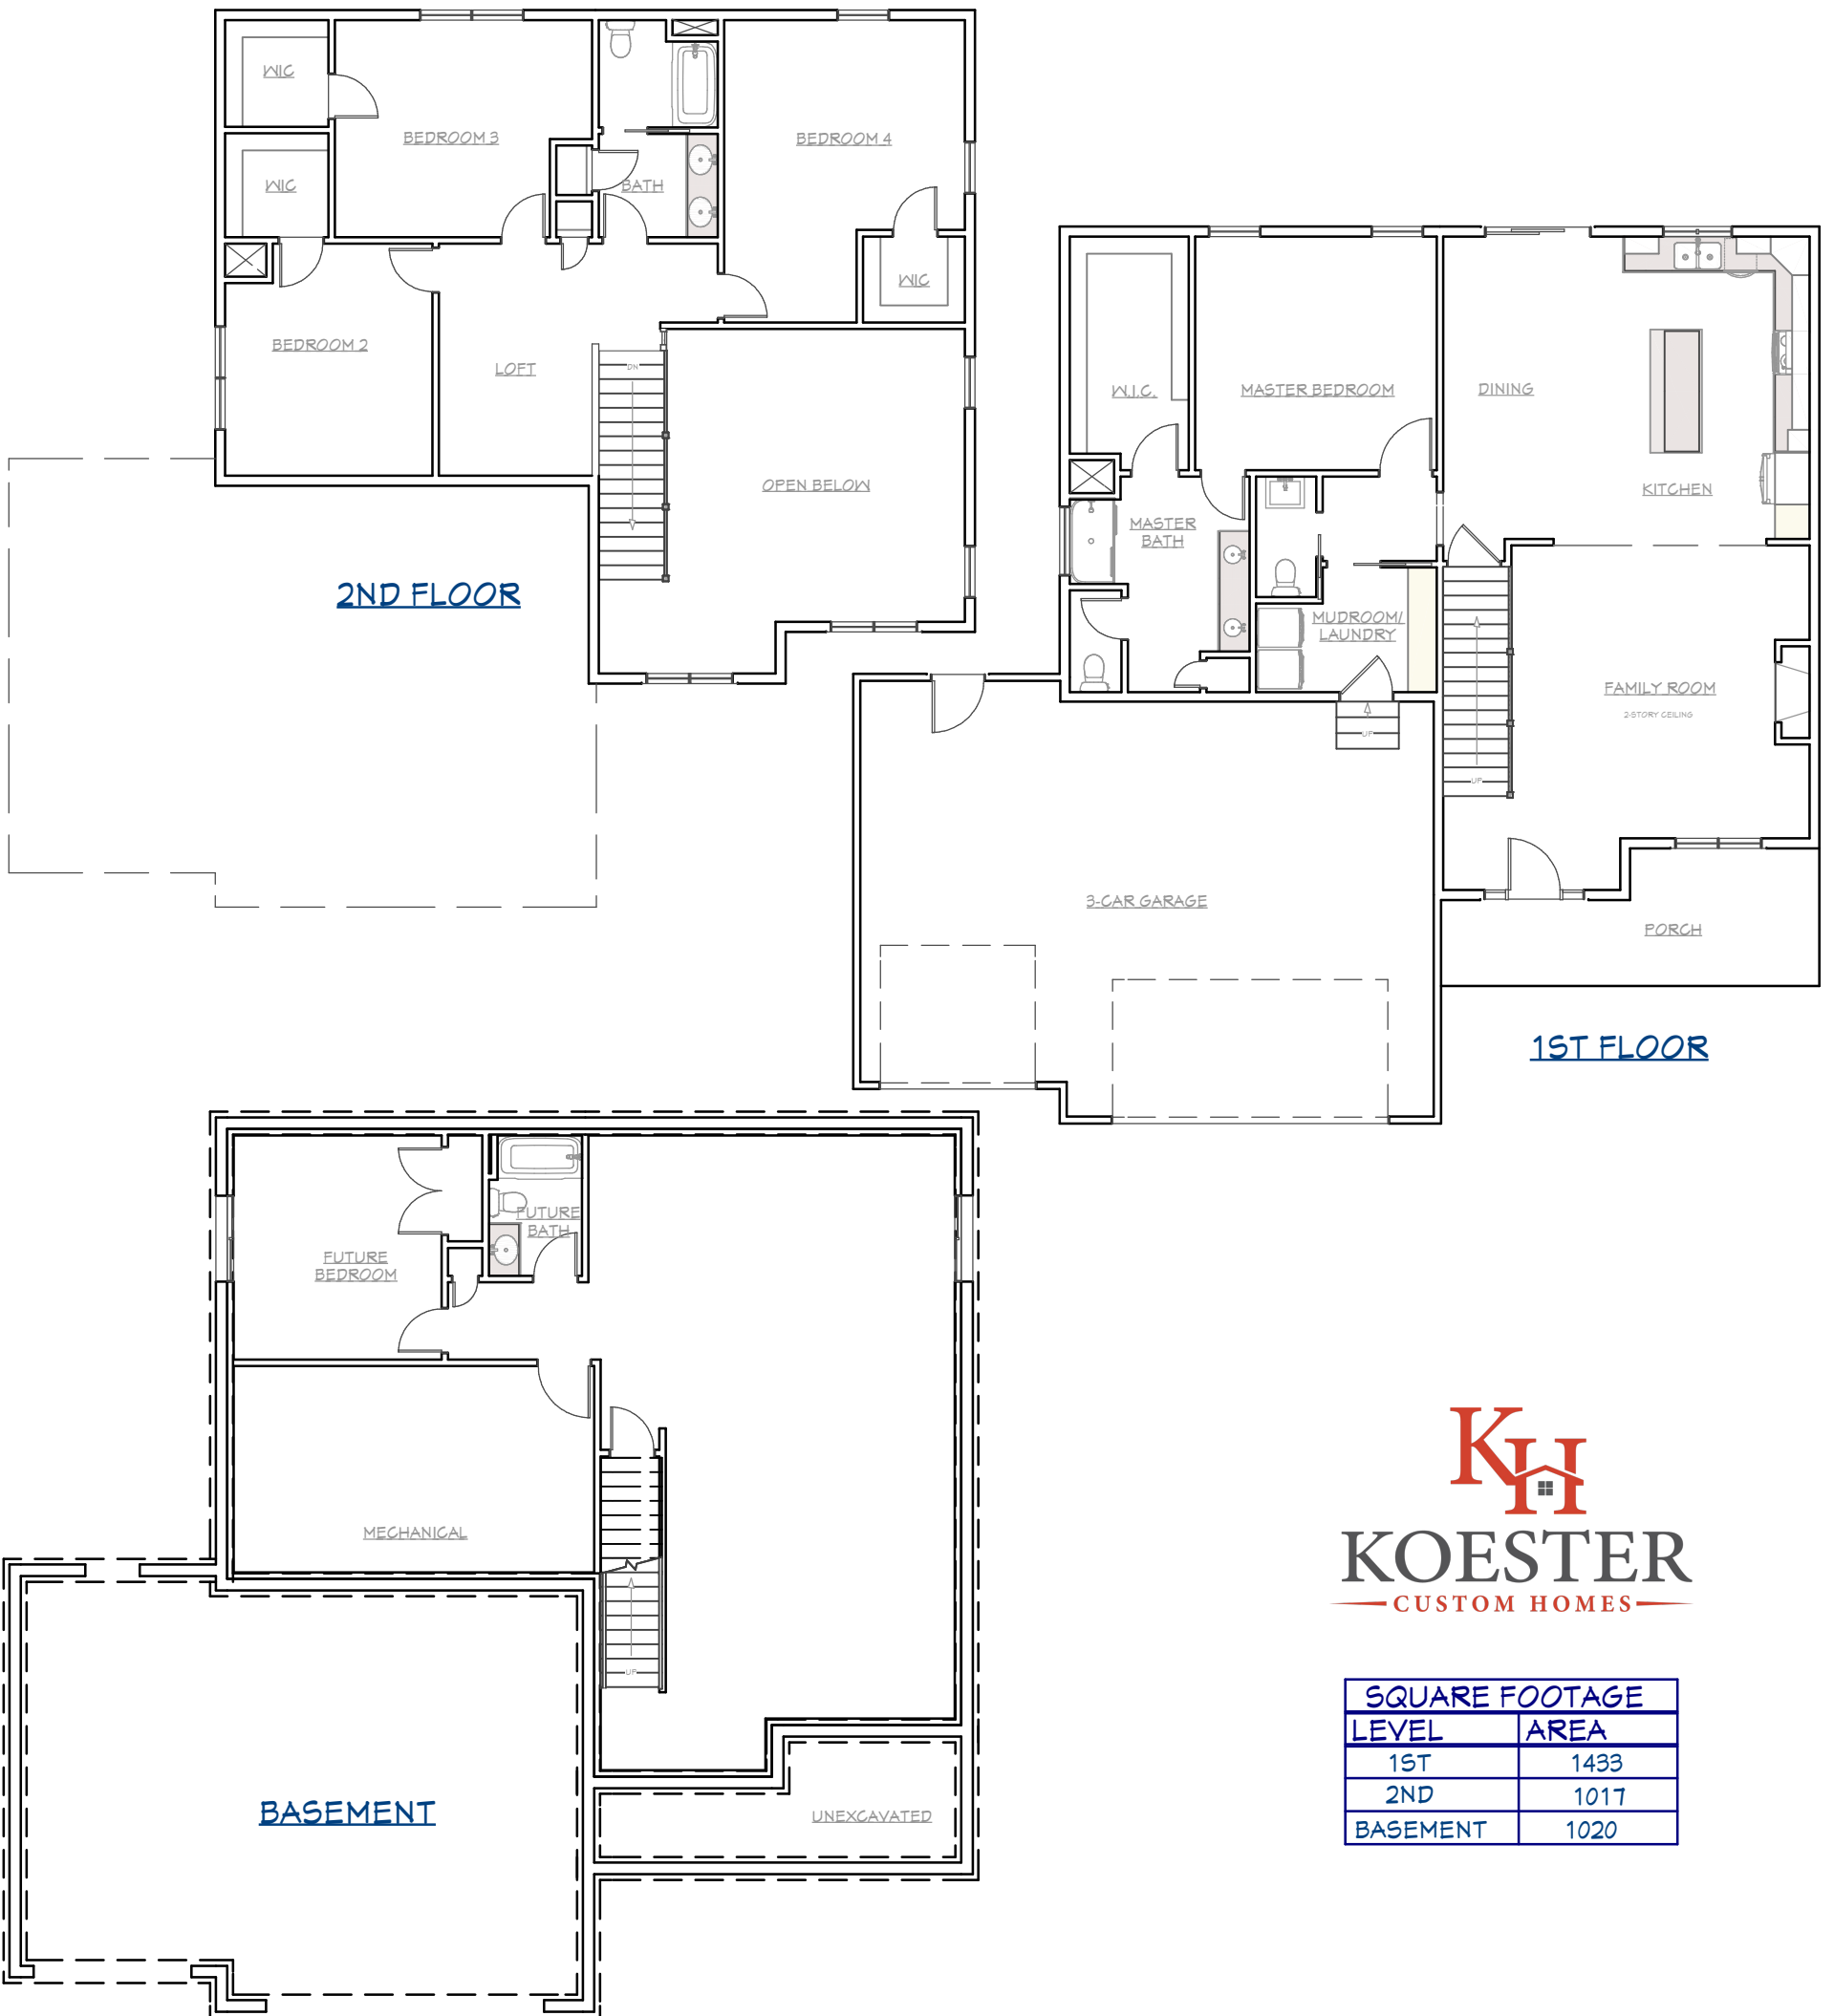 WIC
BEDROOM 3
BEDROOM 4
WIC
BATH
WIC
BEDROOM 2
LOFT
DN
OPEN BELOW
2ND FLOOR
W.I.C.
MASTER BEDROOM
DINING
KITCHEN
MASTER
BATH
MUDROOM/
LAUNDRY
FAMILY ROOM
2-STORY CEILING
UP
UP
3-CAR GARAGE
PORCH
1ST FLOOR
FUTURE
BATH
FUTURE
BEDROOM
MECHANICAL
UP
BASEMENT
UNEXCAVATED
KH
KOESTER
CUSTOM HOMES
SQUARE FOOTAGE
LEVEL AREA
1ST 1433
2ND 1017
BASEMENT 1020